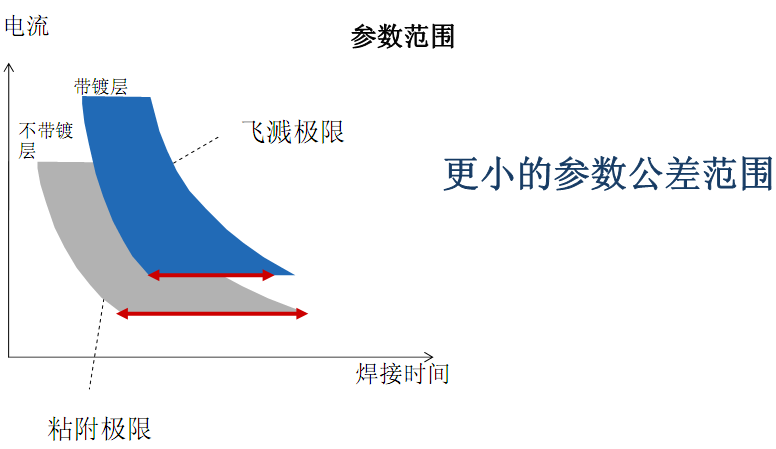 电流
参数范围
带镀层
不带镀
层
飞溅极限
更小的参数公差范围
焊接时间
粘附极限